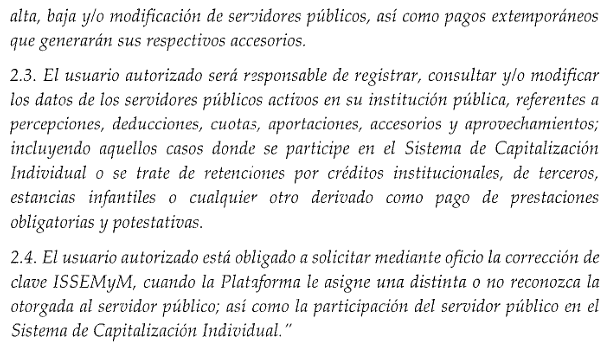 alta, baja y/o modificación de servidores públicos, así como pagos extemporáneos
que generarán sus respectivos accesorios.
2.3. El usuario autorizado será responsable de registrar, consultar y/o modificar
los datos de los servidores públicos activos en su institución pública, referentes a
percepciones, deducciones, cuotas, aportaciones, accesorios y aprovechamientos;
incluyendo aquellos casos donde se participe en el Sistema de Capitalización
Individual o se trate de retenciones por créditos institucionales, de terceros,
estancias infantiles o cualquier otro derivado como pago de prestaciones
obligatorias y potestativas.
2.4. El usuario autorizado está obligado a solicitar mediante oficio la corrección de
clave ISSEMyM, cuando la Plataforma le asigne una distinta o no reconozca la
otorgada al servidor público; así como la participación del servidor público en el
Sistema de Capitalización Individual.”